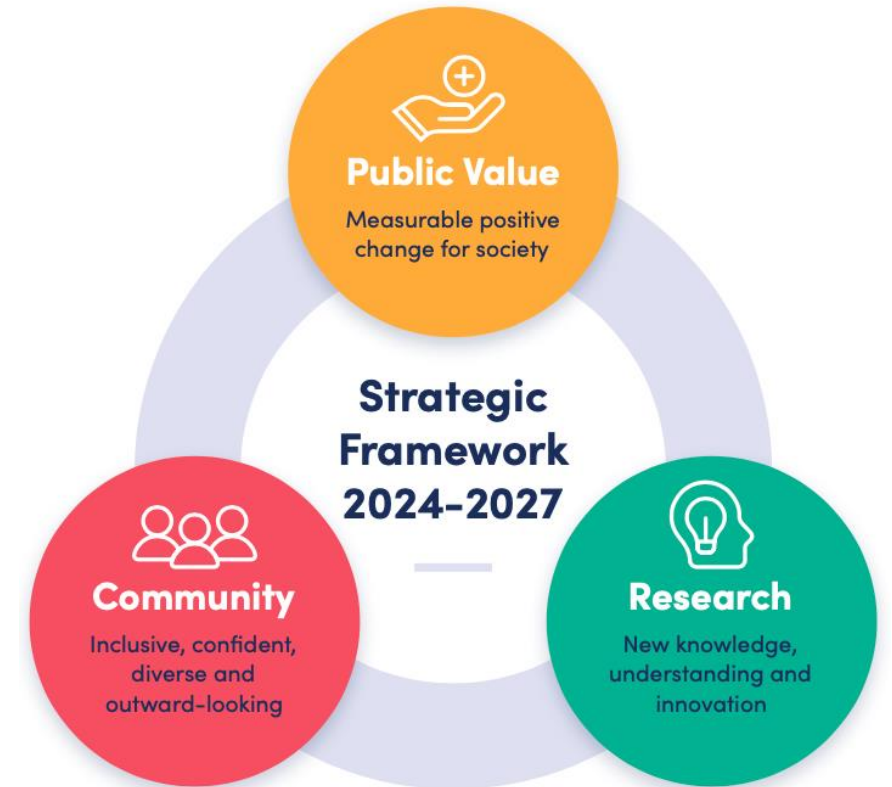 Public Value
Measurable positive
change for society
Strategic
Framework
2024-2027
Community
Inclusive, confident,
diverse and
outward-looking
Research
New knowledge,
understanding and
innovation